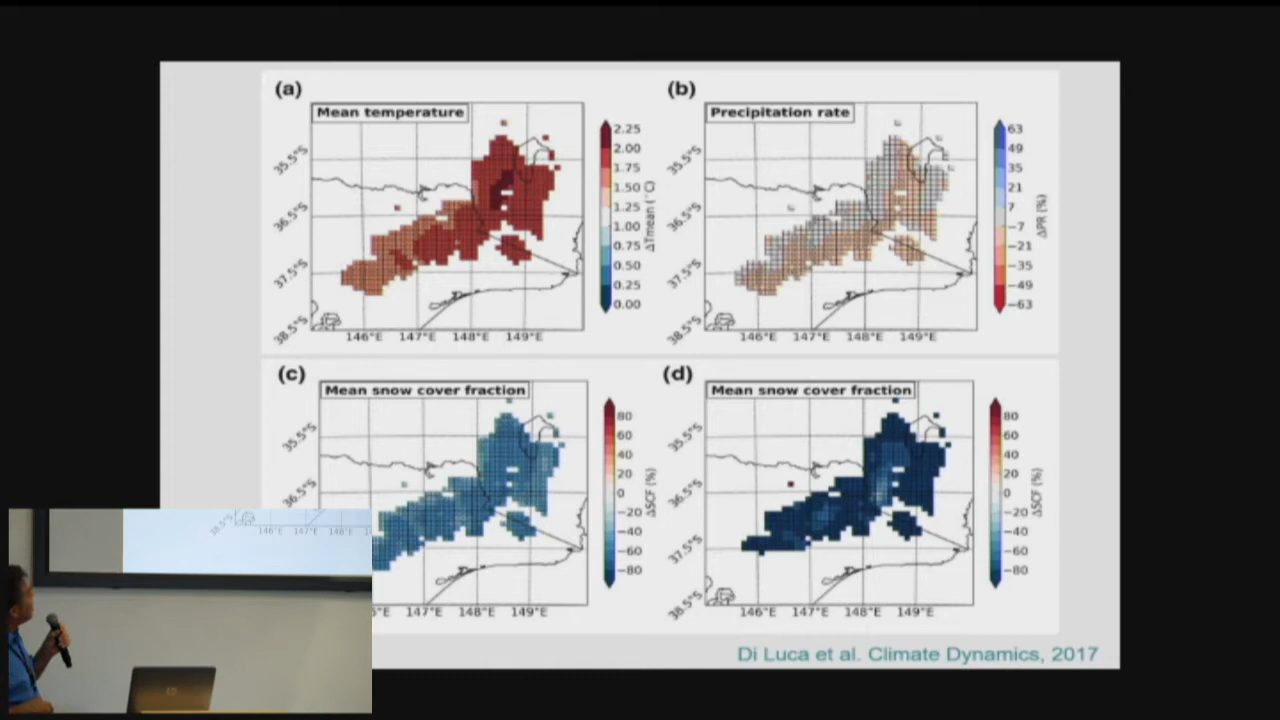 (a)
Mean temperature
35.5°S
36.5°S
37.5°S
38.5°S
146°E 147°E 148°E 149°E
2.25
2.00
1.75
1.50
1.25
1.00
0.75
0.50
0.25
0.00
ΔTmean (°C)
(b)
Precipitation rate
35.5°S
36.5°S
37.5°S
38.5°S
146°E 147°E 148°E 149°E
63
49
35
21
7
−7
−21
−35
−49
−63
ΔPR (%)
(c)
Mean snow cover fraction
35.5°S
36.5°S
147°E 148°E 149°E
80
60
40
20
0
−20
−40
−60
−80
ΔSCF (%)
(d)
Mean snow cover fraction
35.5°S
36.5°S
37.5°S
38.5°S
146°E 147°E 148°E 149°E
80
60
40
20
0
−20
−40
−60
−80
ΔSCF (%)
Di Luca et al. Climate Dynamics, 2017
38.5°S
146°E 147°E 148°E
hp